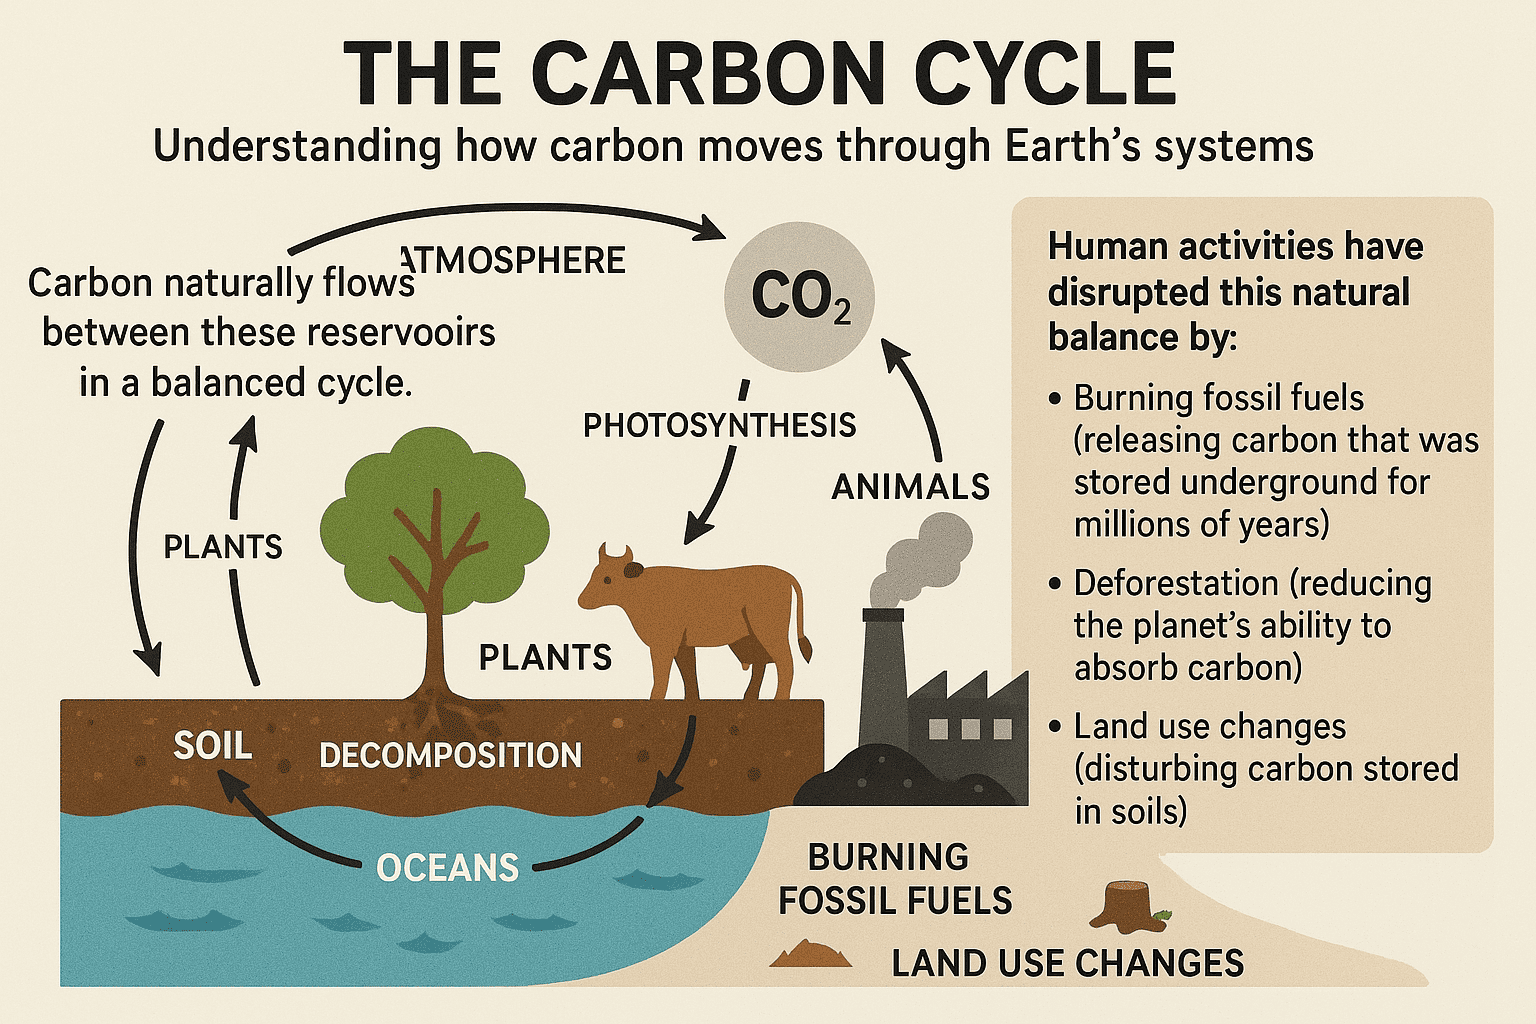 THE CARBON CYCLE
Understanding how carbon moves through Earth's systems
ATMOSPHERE
Carbon naturally flows
between these reservooirs
in a balanced cycle.
CO₂
PHOTOSYNTHESIS
ANIMALS
PLANTS
PLANTS
SOIL
DECOMPOSITION
OCEANS
BURNING
FOSSIL FUELS
LAND USE CHANGES
Human activities have
disrupted this natural
balance by:
• Burning fossil fuels
(releasing carbon that was
stored underground for
millions of years)
• Deforestation (reducing
the planet's ability to
absorb carbon)
• Land use changes
(disturbing carbon stored
in soils)